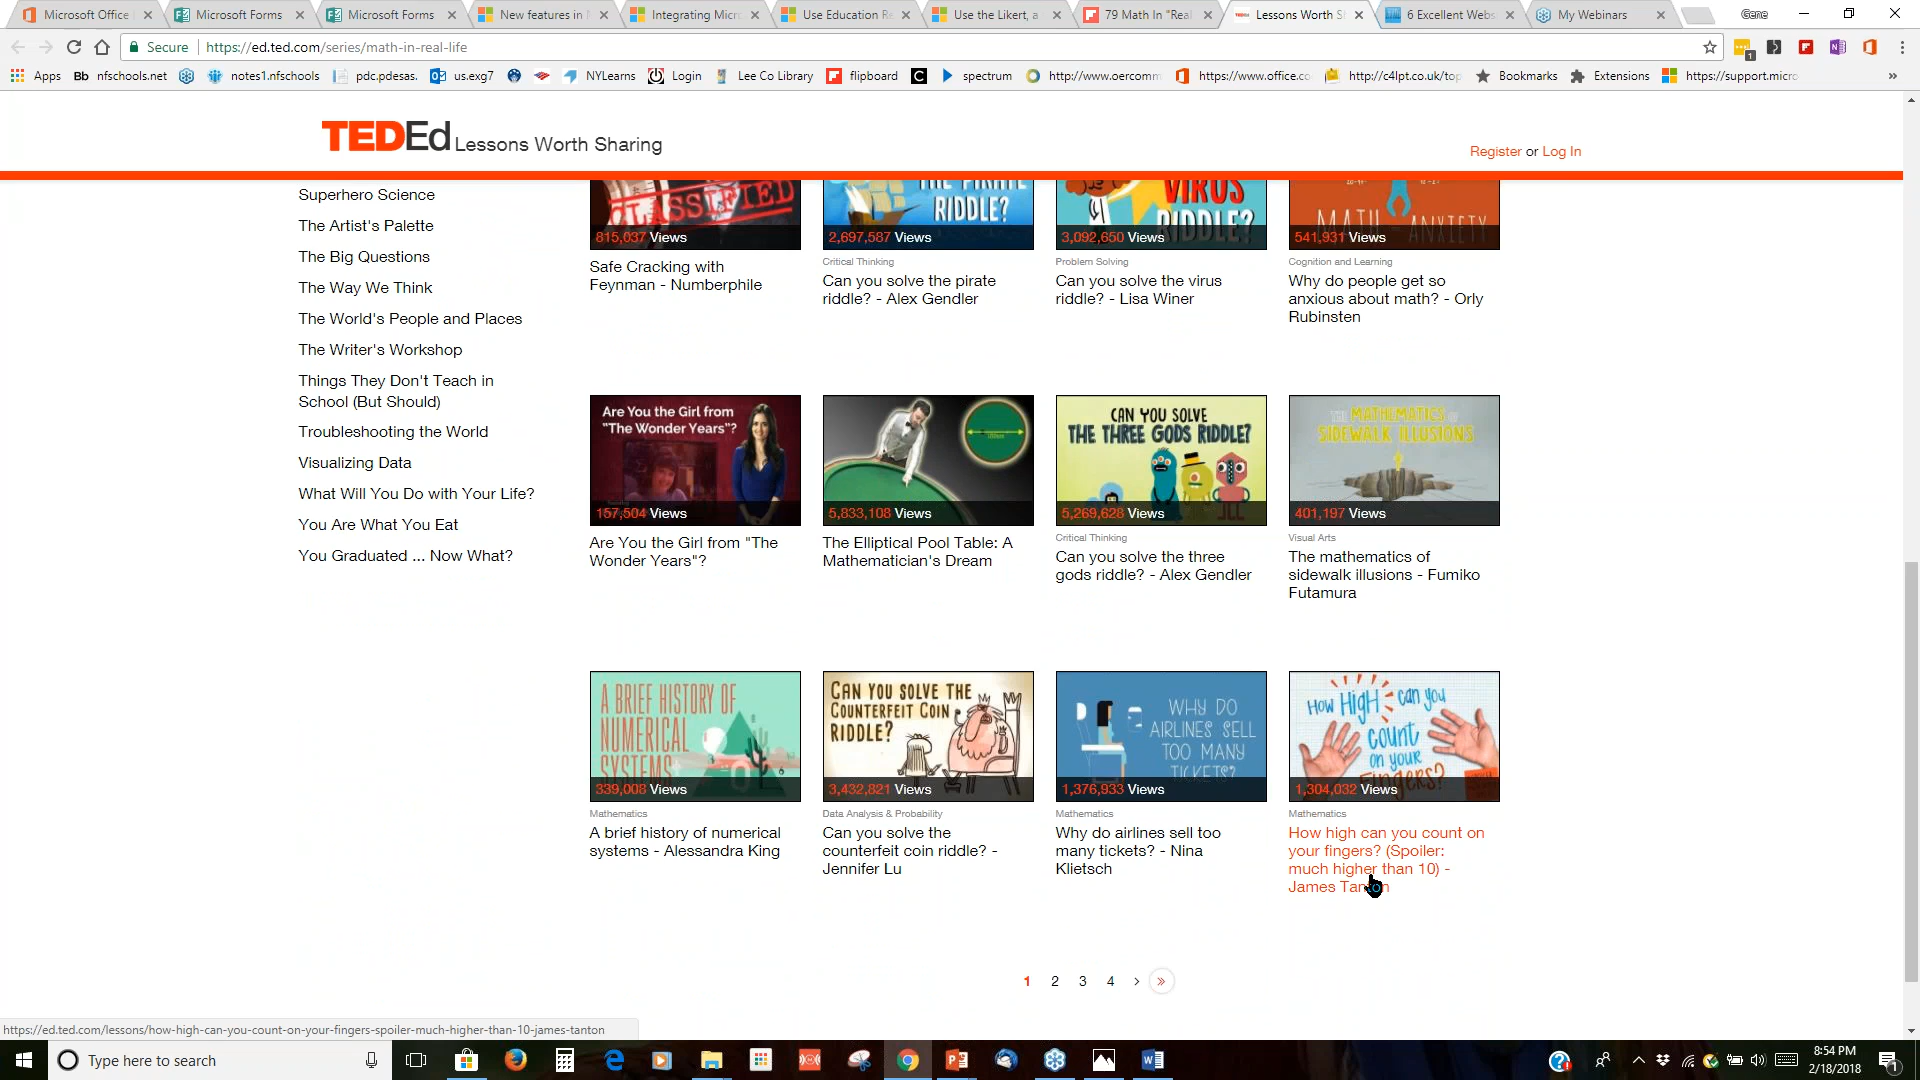 Microsoft Office
Microsoft Forms
Microsoft Forms
New features in
Integrating Micr
Use Education R
Use the Likert, a
79 Math In "Real
Lessons Worth S
6 Excellent Webs
My Webinars
Gene
Secure
https://ed.ted.com/series/math-in-real-life
Apps
Bb nfschools.net
notes1.nfschools
pdc.pdesas.
us.exg7
NYLearns
Login
Lee Co Library
flipboard
spectrum
http://www.oercomm
https://www.office.co
http://c4lpt.co.uk/top
Bookmarks
Extensions
https://support.micro
TEDEd Lessons Worth Sharing
Register or Log In
Superhero Science
The Artist's Palette
The Big Questions
The Way We Think
The World's People and Places
The Writer's Workshop
Things They Don't Teach in
School (But Should)
Troubleshooting the World
Visualizing Data
What Will You Do with Your Life?
You Are What You Eat
You Graduated ... Now What?
CLASSIFIED
815,037 Views
Safe Cracking with
Feynman - Numberphile
THE PIRATE
RIDDLE?
2,697,587 Views
Critical Thinking
Can you solve the pirate
riddle? - Alex Gendler
VIRUS
RIDDLE?
3,092,650 Views
Problem Solving
Can you solve the virus
riddle? - Lisa Winer
MATH ANXIETY
541,931 Views
Cognition and Learning
Why do people get so
anxious about math? - Orly
Rubinsten
Are You the Girl from
"The Wonder Years"?
157,504 Views
Are You the Girl from "The
Wonder Years"?
5,833,108 Views
The Elliptical Pool Table: A
Mathematician's Dream
CAN YOU SOLVE
THE THREE GODS RIDDLE?
5,269,628 Views
Critical Thinking
Can you solve the three
gods riddle? - Alex Gendler
THE MATHEMATICS OF
SIDEWALK ILLUSIONS
401,197 Views
Visual Arts
The mathematics of
sidewalk illusions - Fumiko
Futamura
A BRIEF HISTORY OF
NUMERICAL
SYSTEMS
339,008 Views
Mathematics
A brief history of numerical
systems - Alessandra King
CAN YOU SOLVE THE
COUNTERFEIT COIN
RIDDLE?
3,432,821 Views
Data Analysis & Probability
Can you solve the
counterfeit coin riddle? -
Jennifer Lu
WHY DO
AIRLINES SELL
TOO MANY
TICKETS?
1,376,933 Views
Mathematics
Why do airlines sell too
many tickets? - Nina
Klietsch
HOW HIGH can you
count
on your
Fingers?
1,304,032 Views
Mathematics
How high can you count on
your fingers? (Spoiler:
much higher than 10) -
James Tanton
1 2 3 4 > »
https://ed.ted.com/lessons/how-high-can-you-count-on-your-fingers-spoiler-much-higher-than-10-james-tanton
Type here to search
8:54 PM
2/18/2018